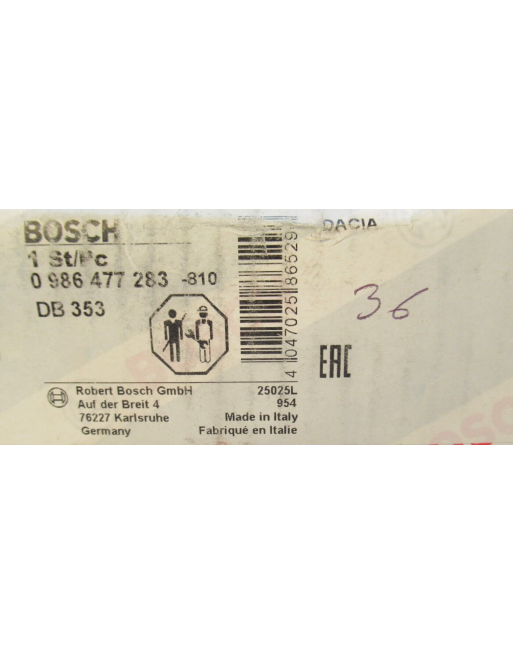 BOSCH
DACIA
1 St/Pc
0 986 477 283 -810
DB 353
4 047025 86529
36
EAC
Robert Bosch GmbH
Auf der Breit 4
76227 Karlsruhe
Germany
25025L
954
Made in Italy
Fabriqué en Italie